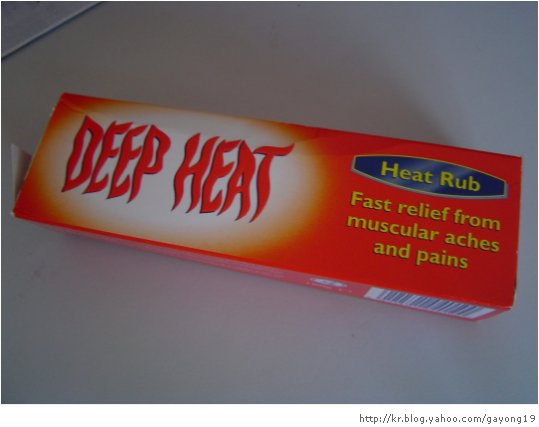 DEEP HEAT
Heat Rub
Fast relief from
muscular aches
and pains
http://kr.blog.yahoo.com/gayong19